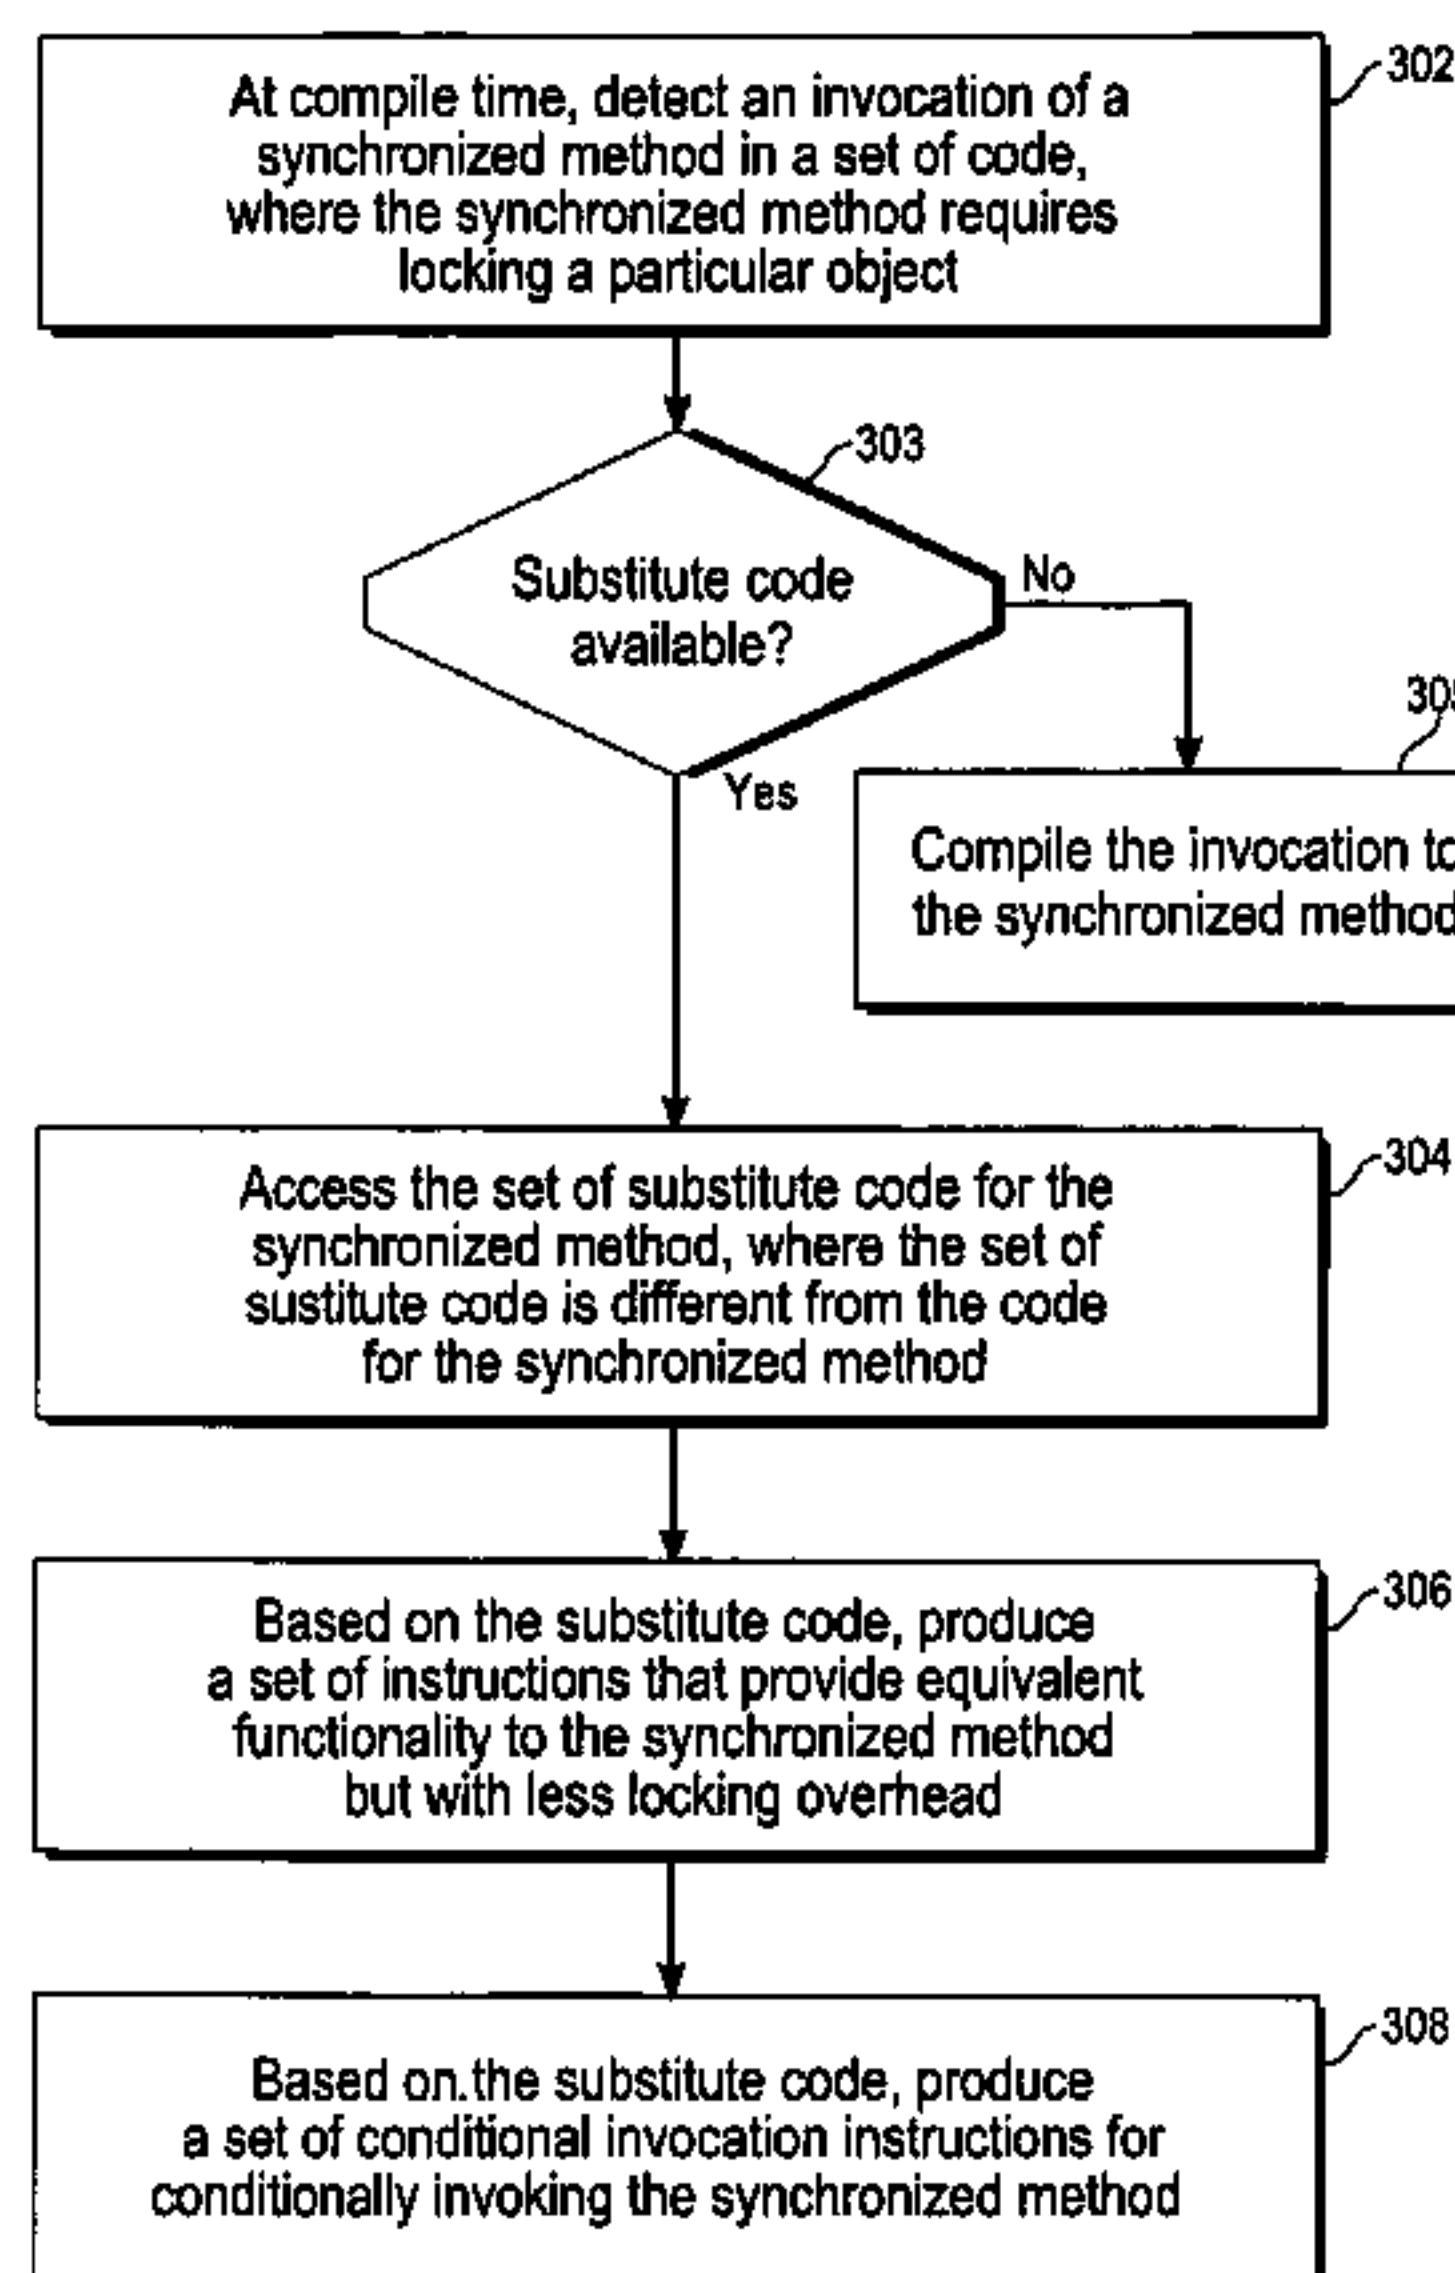 302
At compile time, detect an invocation of a
synchronized method in a set of code,
where the synchronized method requires
locking a particular object
303
Substitute code
available?
No
Yes
Compile the invocation
the synchronized method
304
Access the set of substitute code for the
synchronized method, where the set of
sustitute code is different from the code
for the synchronized method
306
Based on the substitute code, produce
a set of instructions that provide equivalent
functionality to the synchronized method
but with less locking overhead
308
Based on the substitute code, produce
a set of conditional invocation instructions for
conditionally invoking the synchronized method